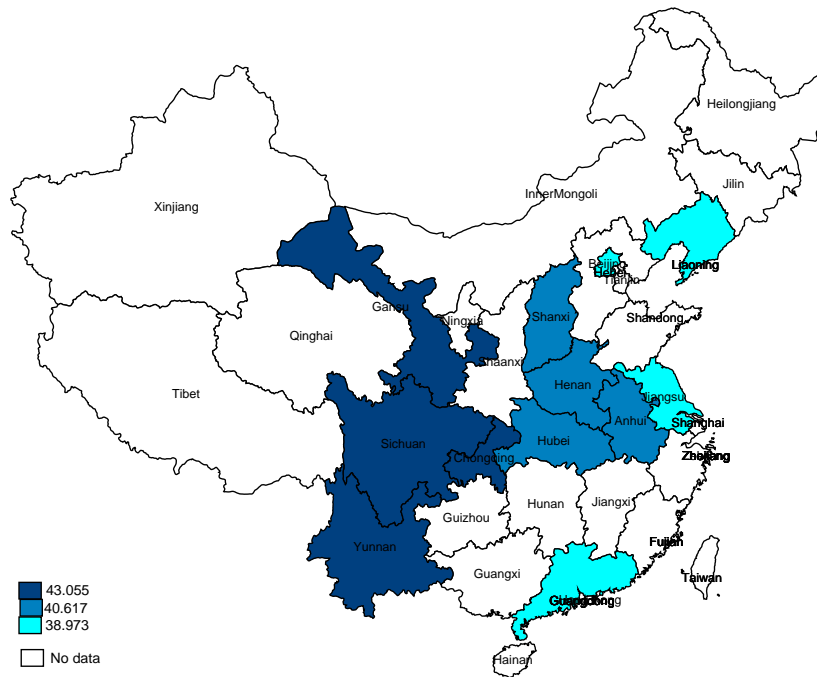 Heilongjiang
Jilin
InnerMongoli
Xinjiang
Beijing
Liaoning
Hebei
Tianjin
Gansu
Shanxi
Ningxia
Shandong
Qinghai
Shaanxi
Tibet
Henan
Jiangsu
Anhui
Shanghai
Sichuan
Hubei
Chongqing
Zhejiang
Hunan
Jiangxi
Guizhou
Yunnan
Fujian
Guangxi
Taiwan
Guangdong
Hainan
43.055
40.617
38.973
No data